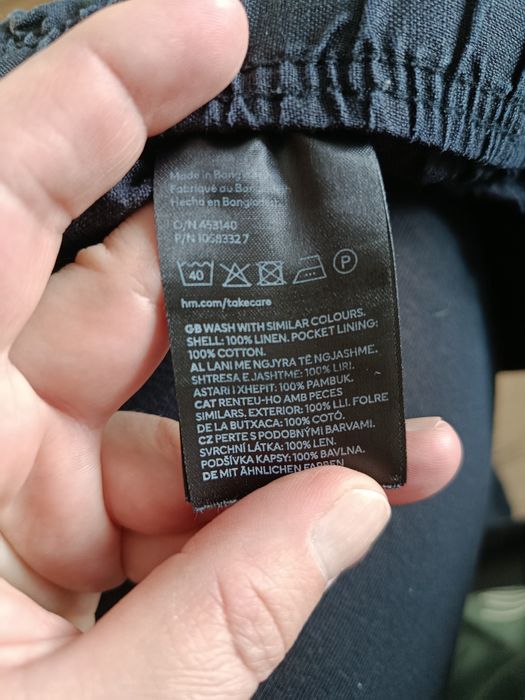 Made in Bangladesh
Fabriqué au Bangladesh
Hecho en Bangladesh
O/N 453140
P/N 10583327
40
P
hm.com/takecare
GB WASH WITH SIMILAR COLOURS.
SHELL: 100% LINEN. POCKET LINING:
100% COTTON.
AL LANI ME NGJYRA TË NGJASHME.
SHTRESA E JASHTME: 100% LIRI.
ASTARI I XHEPIT: 100% PAMBUK.
CAT RENTEU-HO AMB PECES
SIMILARS. EXTERIOR: 100% LLI. FOLRE
DE LA BUTXACA: 100% COTÓ.
CZ PERTE S PODOBNÝMI BARVAMI.
SVRCHNÍ LÁTKA: 100% LEN.
PODŠÍVKA KAPSY: 100% BAVLNA.
DE MIT ÄHNLICHEN FARBEN